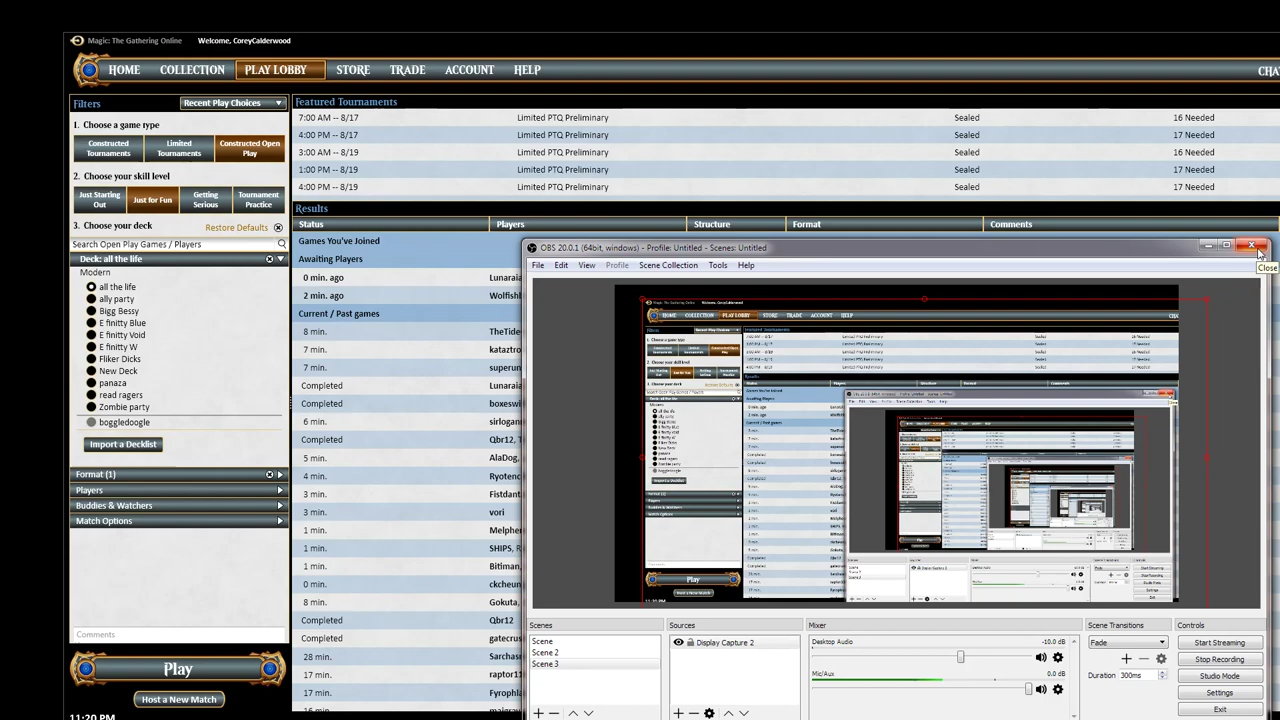 Magic: The Gathering Online Welcome, CoreyCalderwood
HOME COLLECTION PLAY LOBBY STORE TRADE ACCOUNT HELP CHA
Filters Recent Play Choices
1. Choose a game type
Constructed Tournaments Limited Tournaments Constructed Open Play
2. Choose your skill level
Just Starting Out Just for Fun Getting Serious Tournament Practice
3. Choose your deck Restore Defaults
Search Open Play Games / Players
Deck: all the life
Modern
all the life
ally party
Bigg Bessy
E finitty Blue
E finitty Void
E finitty W
Fliker Dicks
New Deck
panaza
read ragers
Zombie party
boggledoogle
Import a Decklist
Format (1)
Players
Buddies & Watchers
Match Options
Comments
Play
Host a New Match
11:20 PM
Featured Tournaments
7:00 AM -- 8/17 Limited PTQ Preliminary Sealed 16 Needed
4:00 PM -- 8/17 Limited PTQ Preliminary Sealed 17 Needed
3:00 AM -- 8/19 Limited PTQ Preliminary Sealed 16 Needed
1:00 PM -- 8/19 Limited PTQ Preliminary Sealed 17 Needed
4:00 PM -- 8/19 Limited PTQ Preliminary Sealed 17 Needed
Results
Status Players Structure Format Comments
Games You've Joined
Awaiting Players
0 min. ago Lunaraia
2 min. ago Wolfish
Current / Past games
8 min. TheTide
7 min. kataztro
7 min. superun
Completed Lunaraia
Completed boxeswi
6 min. sirlogan
Completed Qbr12, T
5 min. AlaDog,
4 min. Ryotenc
3 min. Fistdant
3 min. vori
1 min. Melphe
1 min. SHIPS, R
1 min. Bitman,
0 min. ckcheun
8 min. Gokuta,
Completed Qbr12
Completed gatecrus
28 min. Sarchas
17 min. raptor11
17 min. Fyrophla
16 min.
OBS 20.0.1 (64bit, windows) - Profile: Untitled - Scenes: Untitled
Close
File Edit View Profile Scene Collection Tools Help
Scenes
Scene
Scene 2
Scene 3
Sources
Display Capture 2
Mixer
Desktop Audio -10.0 dB
Mic/Aux 0.0 dB
Scene Transitions
Fade
Duration 300ms
Controls
Start Streaming
Stop Recording
Studio Mode
Settings
Exit